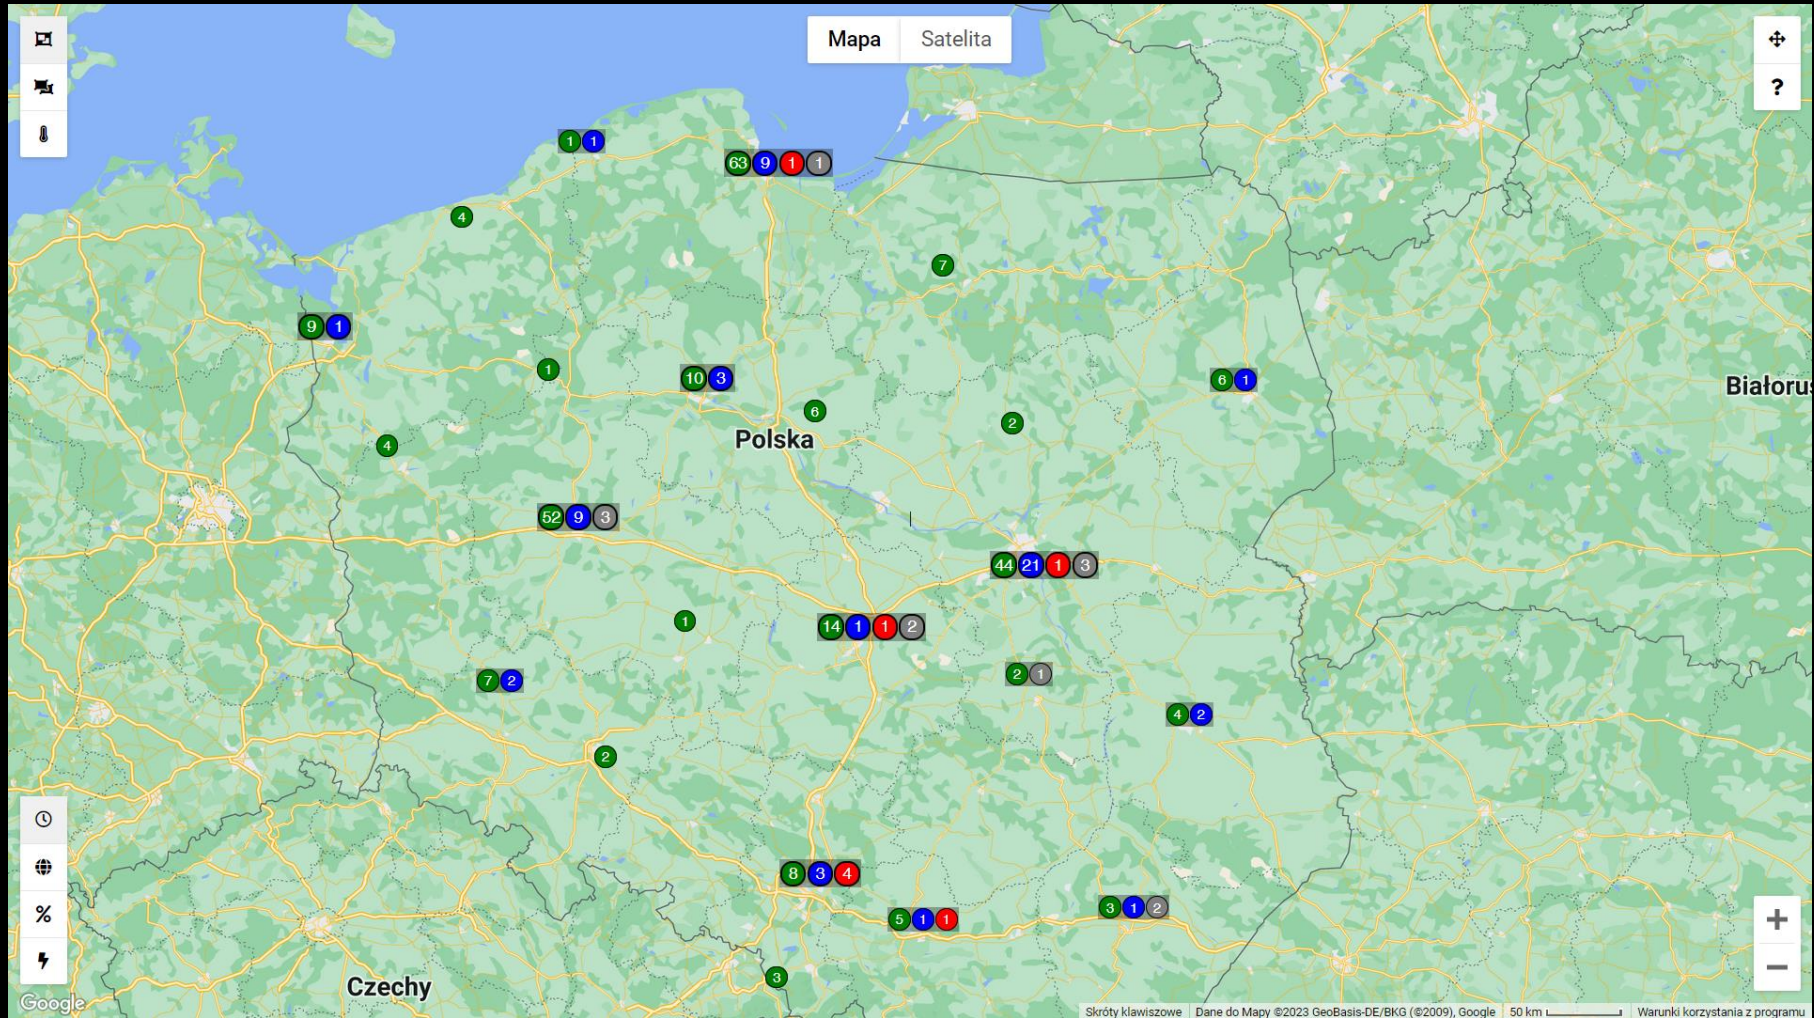 Mapa Satelita
?
1 1
63 9 1 1
4
7
9 1
1
10 3
6 1
Białorus
6
2
Polska
4
52 9 3
44 21 1 3
1
14 1 1 2
2 1
7 2
4 2
2
8 3 4
3 1 2
5 1 1
%
3
Czechy
Google
Skróty klawiszowe Dane do Mapy ©2023 GeoBasis-DE/BKG (©2009), Google 50 km Warunki korzystania z programu